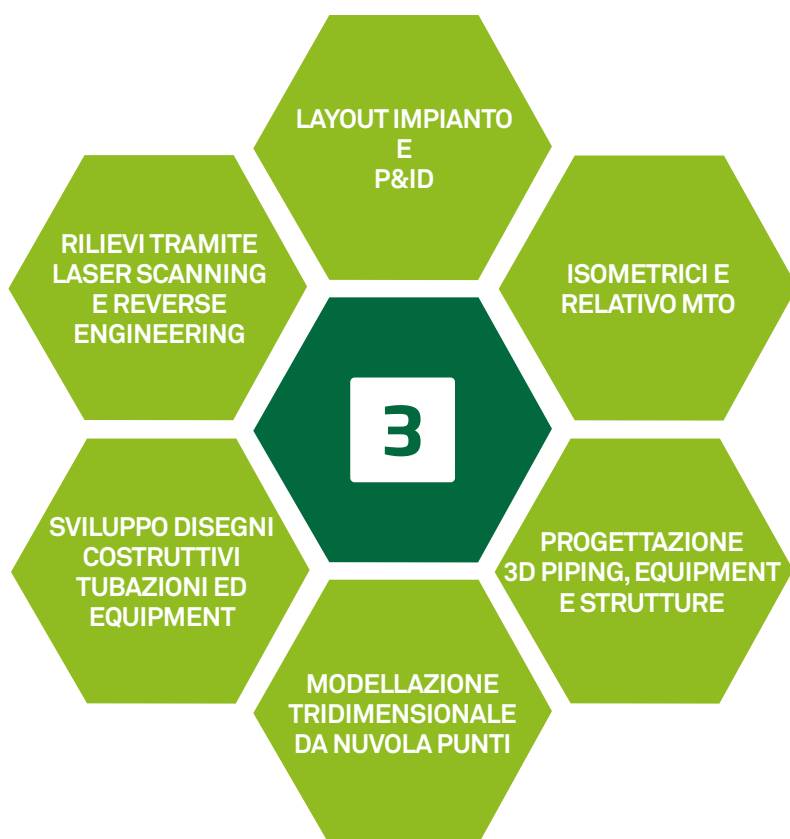 LAYOUT IMPIANTO
E
P&ID
RILIEVI TRAMITE
LASER SCANNING
E REVERSE
ENGINEERING
ISOMETRICI E
RELATIVO MTO
3
SVILUPPO DISEGNI
COSTRUTTIVI
TUBAZIONI ED
EQUIPMENT
PROGETTAZIONE
3D PIPING, EQUIPMENT
E STRUTTURE
MODELLAZIONE
TRIDIMENSIONALE
DA NUVOLA PUNTI